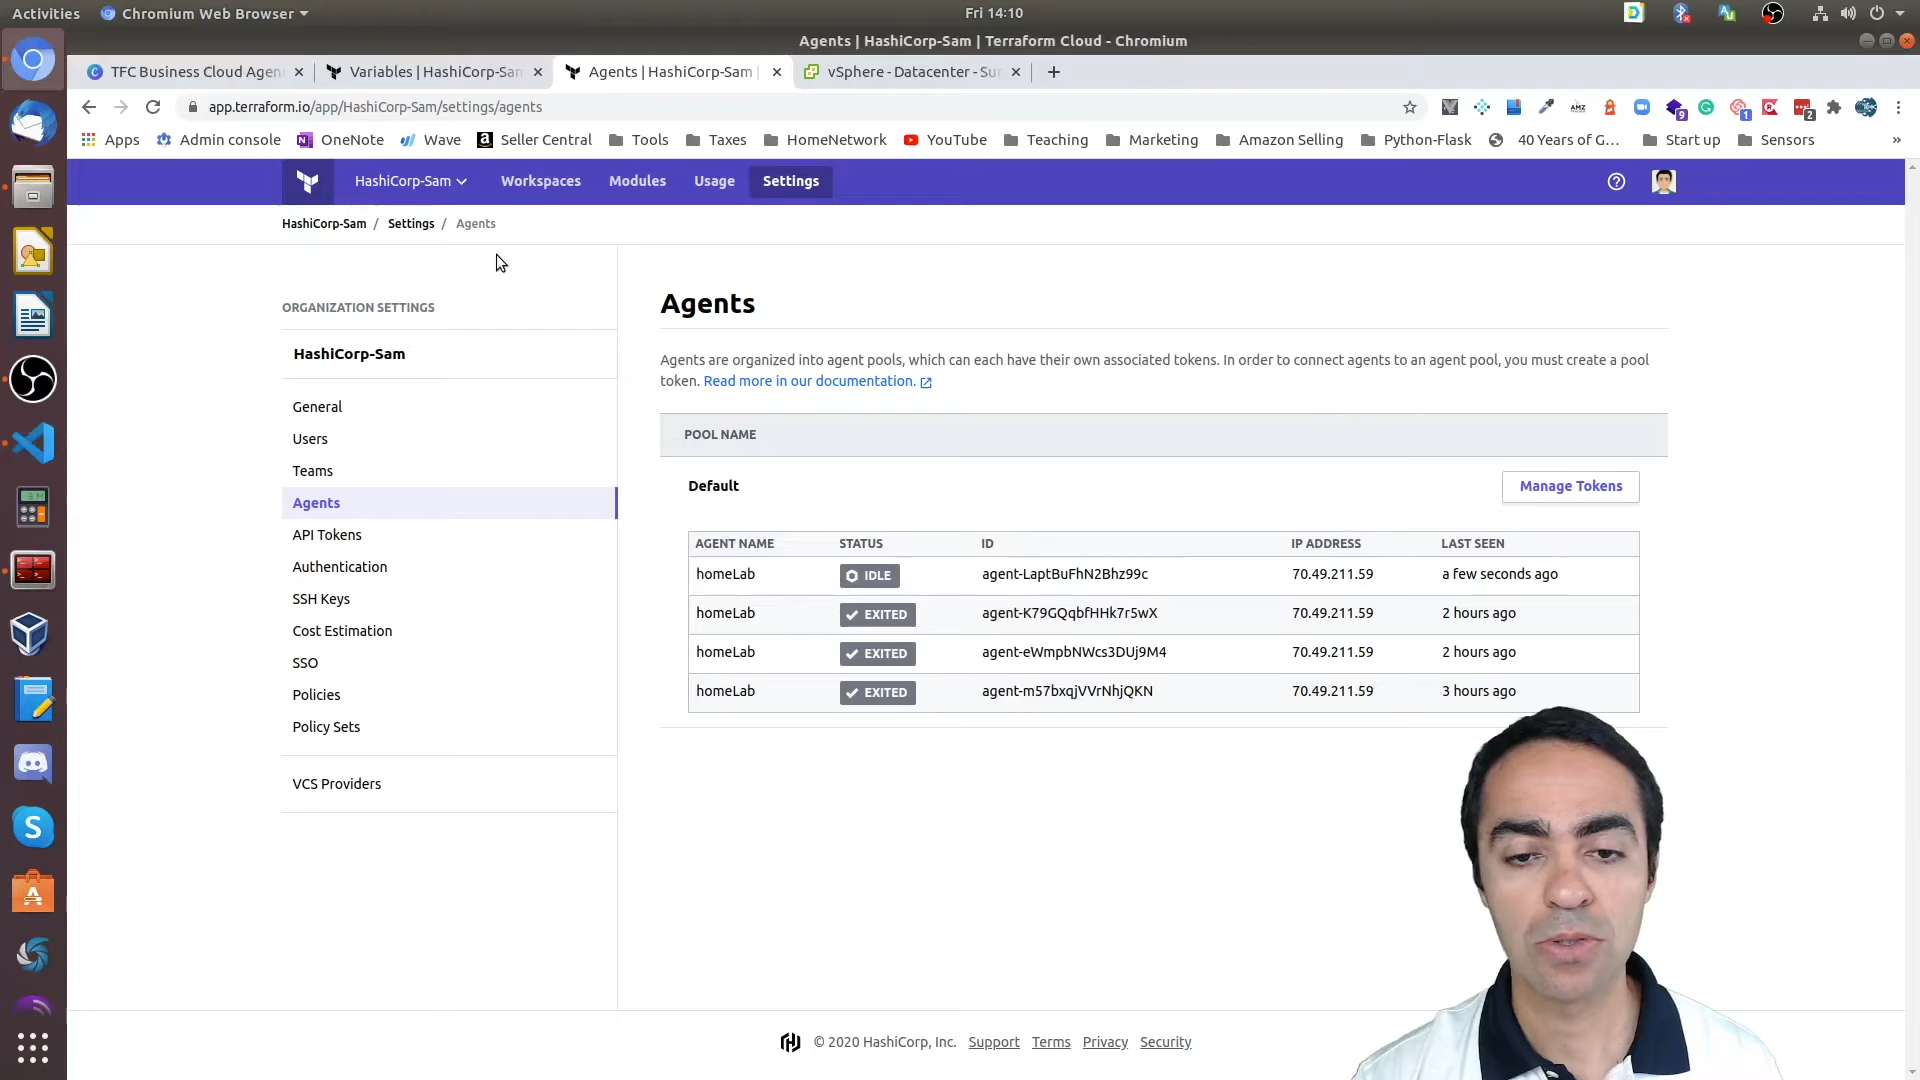 Activities
Chromium Web Browser
Fri 14:10
Agents | HashiCorp-Sam | Terraform Cloud - Chromium
TFC Business Cloud Agen
Variables | HashiCorp-San
Agents | HashiCorp-Sam |
vSphere - Datacenter - Sum
app.terraform.io/app/HashiCorp-Sam/settings/agents
Apps
Admin console
OneNote
Wave
Seller Central
Tools
Taxes
HomeNetwork
YouTube
Teaching
Marketing
Amazon Selling
Python-Flask
40 Years of G...
Start up
Sensors
»
HashiCorp-Sam
Workspaces
Modules
Usage
Settings
HashiCorp-Sam / Settings / Agents
ORGANIZATION SETTINGS
HashiCorp-Sam
General
Users
Teams
Agents
API Tokens
Authentication
SSH Keys
Cost Estimation
SSO
Policies
Policy Sets
VCS Providers
Agents
Agents are organized into agent pools, which can each have their own associated tokens. In order to connect agents to an agent pool, you must create a pool
token. Read more in our documentation.
POOL NAME
Default
Manage Tokens
AGENT NAME STATUS ID IP ADDRESS LAST SEEN
homeLab IDLE agent-LaptBuFhN2Bhz99c 70.49.211.59 a few seconds ago
homeLab EXITED agent-K79GQqbfHHk7r5wX 70.49.211.59 2 hours ago
homeLab EXITED agent-eWmpbNWcs3DUj9M4 70.49.211.59 2 hours ago
homeLab EXITED agent-m57bxqjVVrNhjQKN 70.49.211.59 3 hours ago
© 2020 HashiCorp, Inc. Support Terms Privacy Security